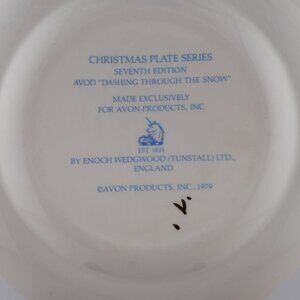 CHRISTMAS PLATE SERIES
SEVENTH EDITION
AVON "DASHING THROUGH THE SNOW"
MADE EXCLUSIVELY
FOR AVON PRODUCTS, INC.
EST 1835
BY ENOCH WEDGWOOD (TUNSTALL) LTD.,
ENGLAND
©AVON PRODUCTS, INC., 1979